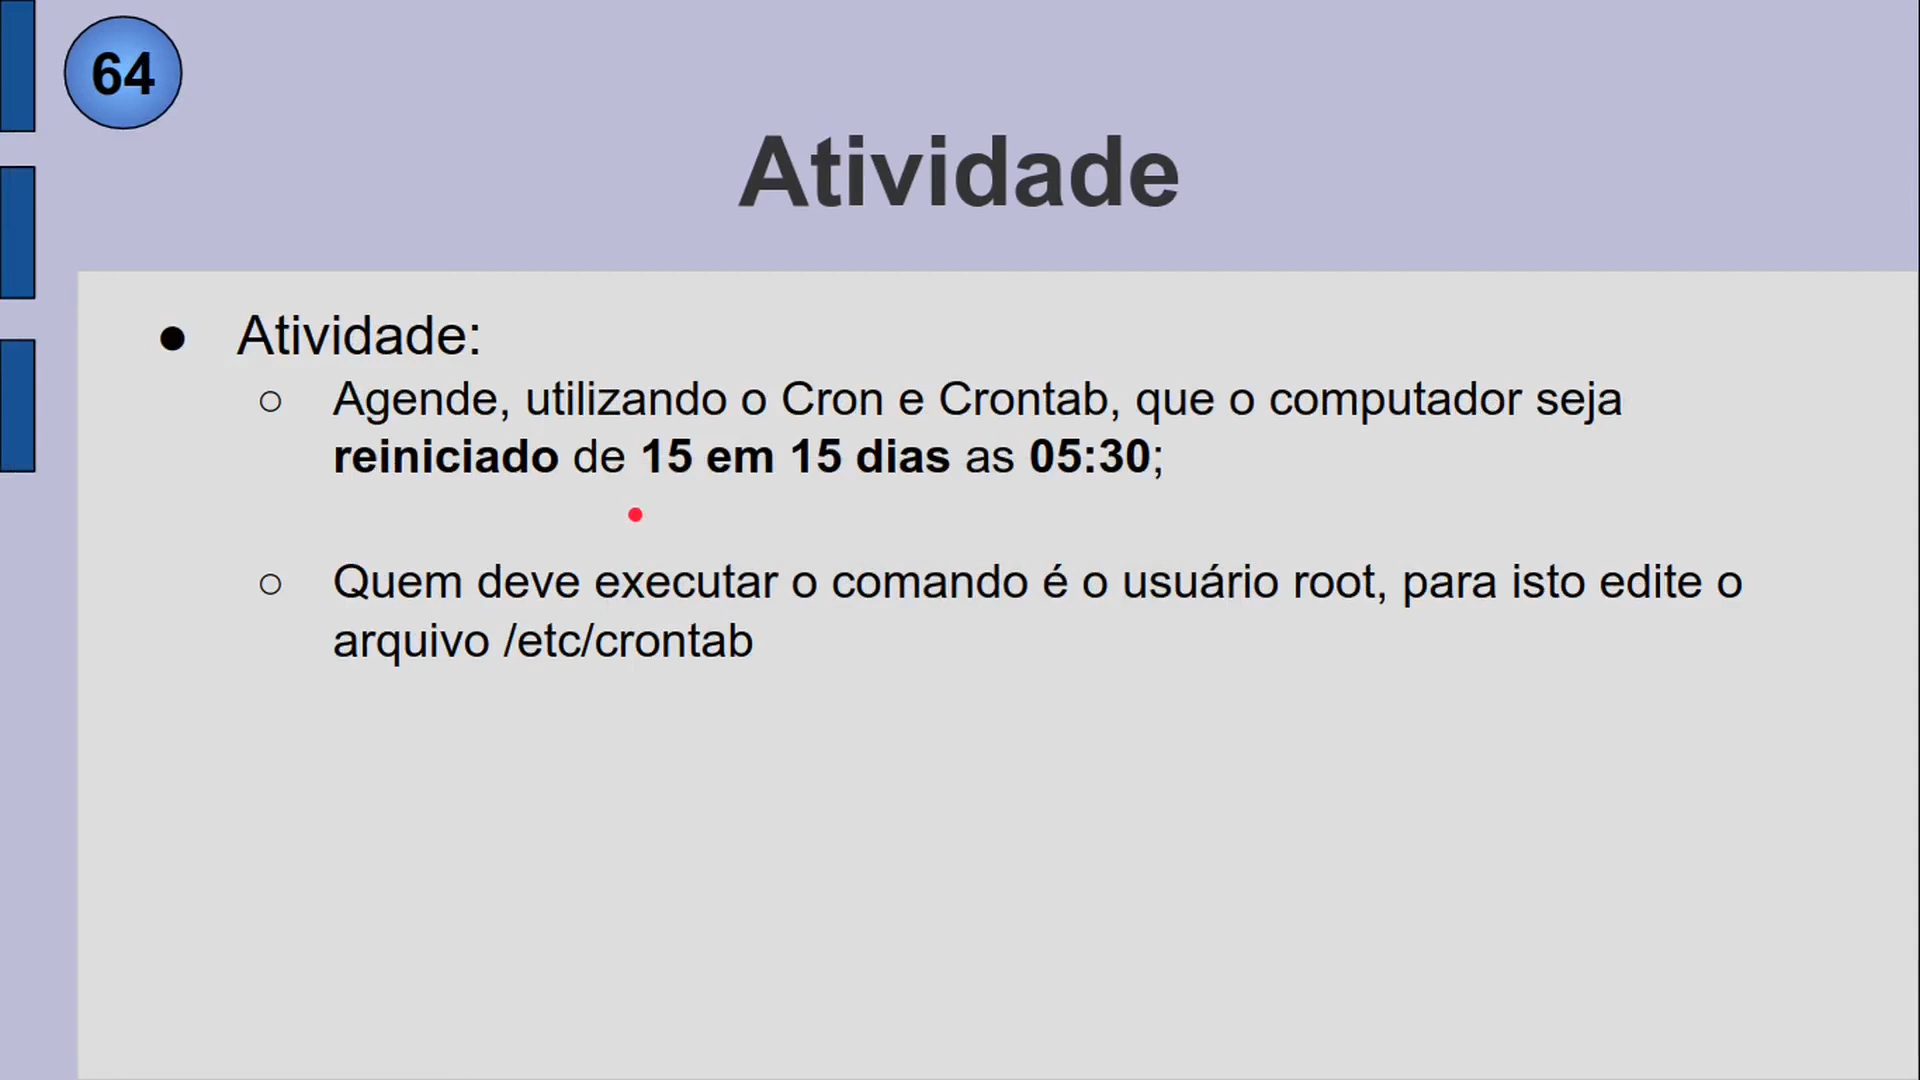 64
Atividade
● Atividade:
○ Agende, utilizando o Cron e Crontab, que o computador seja
reiniciado de 15 em 15 dias as 05:30;
○ Quem deve executar o comando é o usuário root, para isto edite o
arquivo /etc/crontab